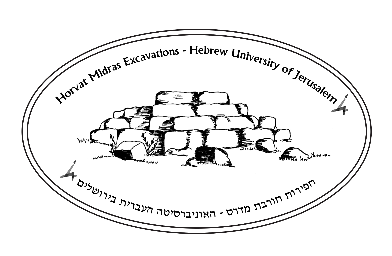 Horvat Midras Excavations - Hebrew University of Jerusalem
חפירות חורבת מדרס - האוניברסיטה העברית בירושלים